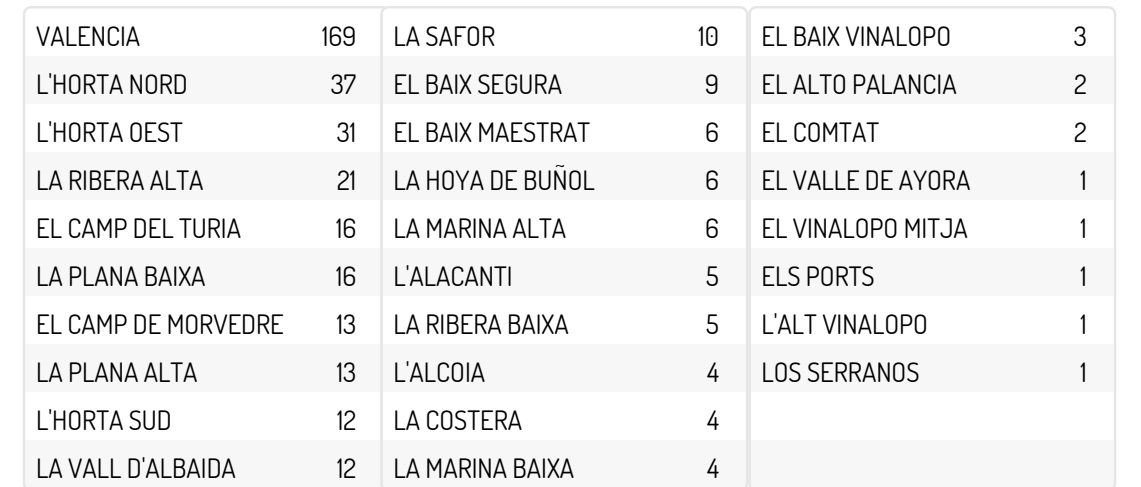 VALENCIA 169
L'HORTA NORD 37
L'HORTA OEST 31
LA RIBERA ALTA 21
EL CAMP DEL TURIA 16
LA PLANA BAIXA 16
EL CAMP DE MORVEDRE 13
LA PLANA ALTA 13
L'HORTA SUD 12
LA VALL D'ALBAIDA 12
LA SAFOR 10
EL BAIX SEGURA 9
EL BAIX MAESTRAT 6
LA HOYA DE BUÑOL 6
LA MARINA ALTA 6
L'ALACANTI 5
LA RIBERA BAIXA 5
L'ALCOIA 4
LA COSTERA 4
LA MARINA BAIXA 4
EL BAIX VINALOPO 3
EL ALTO PALANCIA 2
EL COMTAT 2
EL VALLE DE AYORA 1
EL VINALOPO MITJA 1
ELS PORTS 1
L'ALT VINALOPO 1
LOS SERRANOS 1